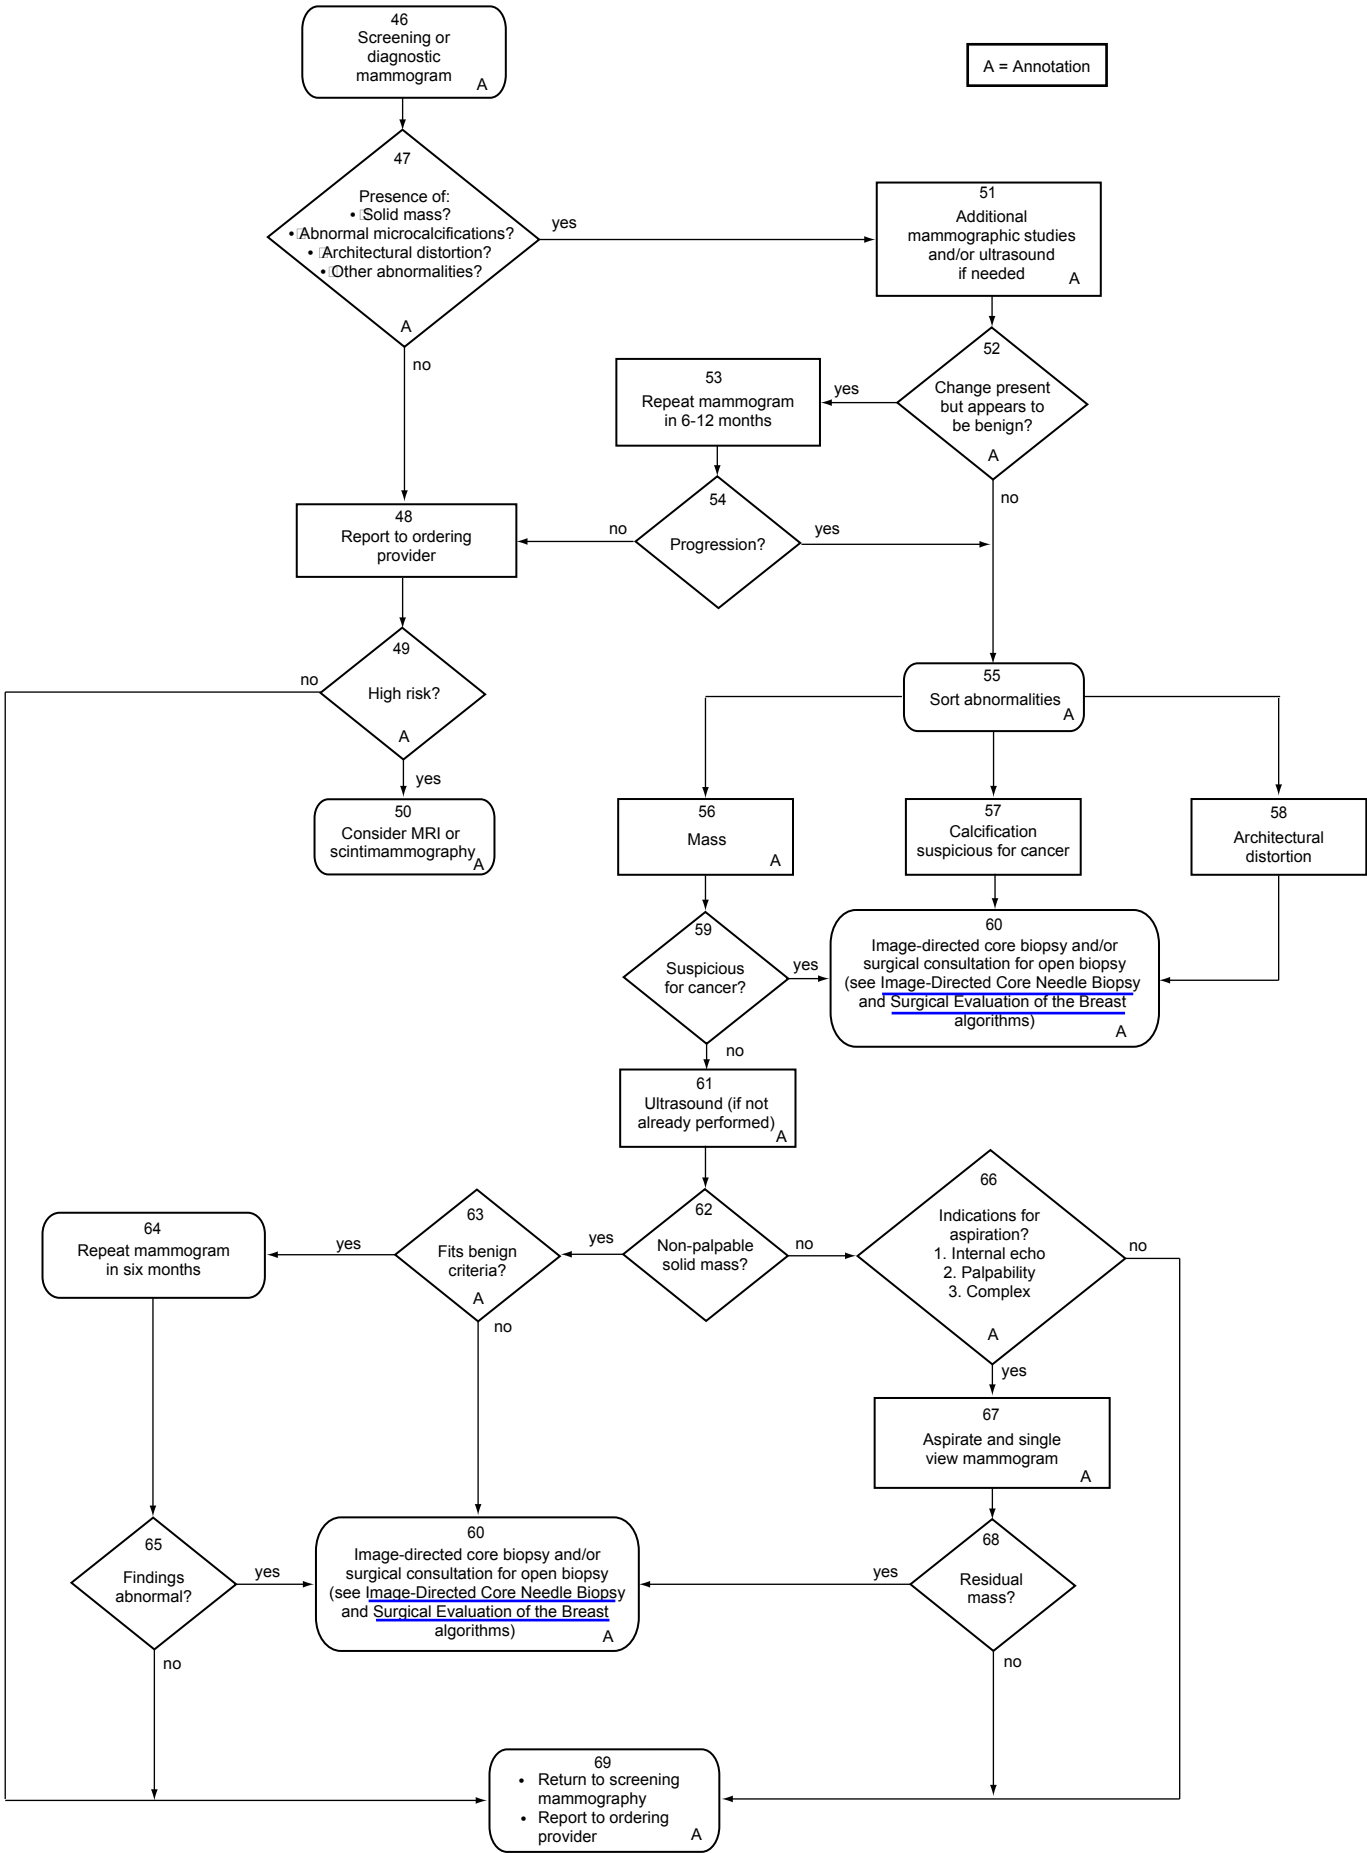 46
Screening or
diagnostic
mammogram
A
A = Annotation
47
Presence of:
• Solid mass?
• Abnormal microcalcifications?
• Architectural distortion?
• Other abnormalities?
A
yes
no
51
Additional
mammographic studies
and/or ultrasound
if needed
A
52
Change present
but appears to
be benign?
A
yes
no
53
Repeat mammogram
in 6-12 months
54
Progression?
no
yes
48
Report to ordering
provider
49
High risk?
A
no
yes
50
Consider MRI or
scintimammography
A
55
Sort abnormalities
A
56
Mass
A
57
Calcification
suspicious for cancer
58
Architectural
distortion
59
Suspicious
for cancer?
yes
no
60
Image-directed core biopsy and/or
surgical consultation for open biopsy
(see Image-Directed Core Needle Biopsy
and Surgical Evaluation of the Breast
algorithms)
A
61
Ultrasound (if not
already performed)
A
62
Non-palpable
solid mass?
yes
no
63
Fits benign
criteria?
A
yes
no
64
Repeat mammogram
in six months
66
Indications for
aspiration?
1. Internal echo
2. Palpability
3. Complex
A
no
yes
67
Aspirate and single
view mammogram
A
65
Findings
abnormal?
yes
no
60
Image-directed core biopsy and/or
surgical consultation for open biopsy
(see Image-Directed Core Needle Biopsy
and Surgical Evaluation of the Breast
algorithms)
A
68
Residual
mass?
yes
no
69
• Return to screening
mammography
• Report to ordering
provider
A